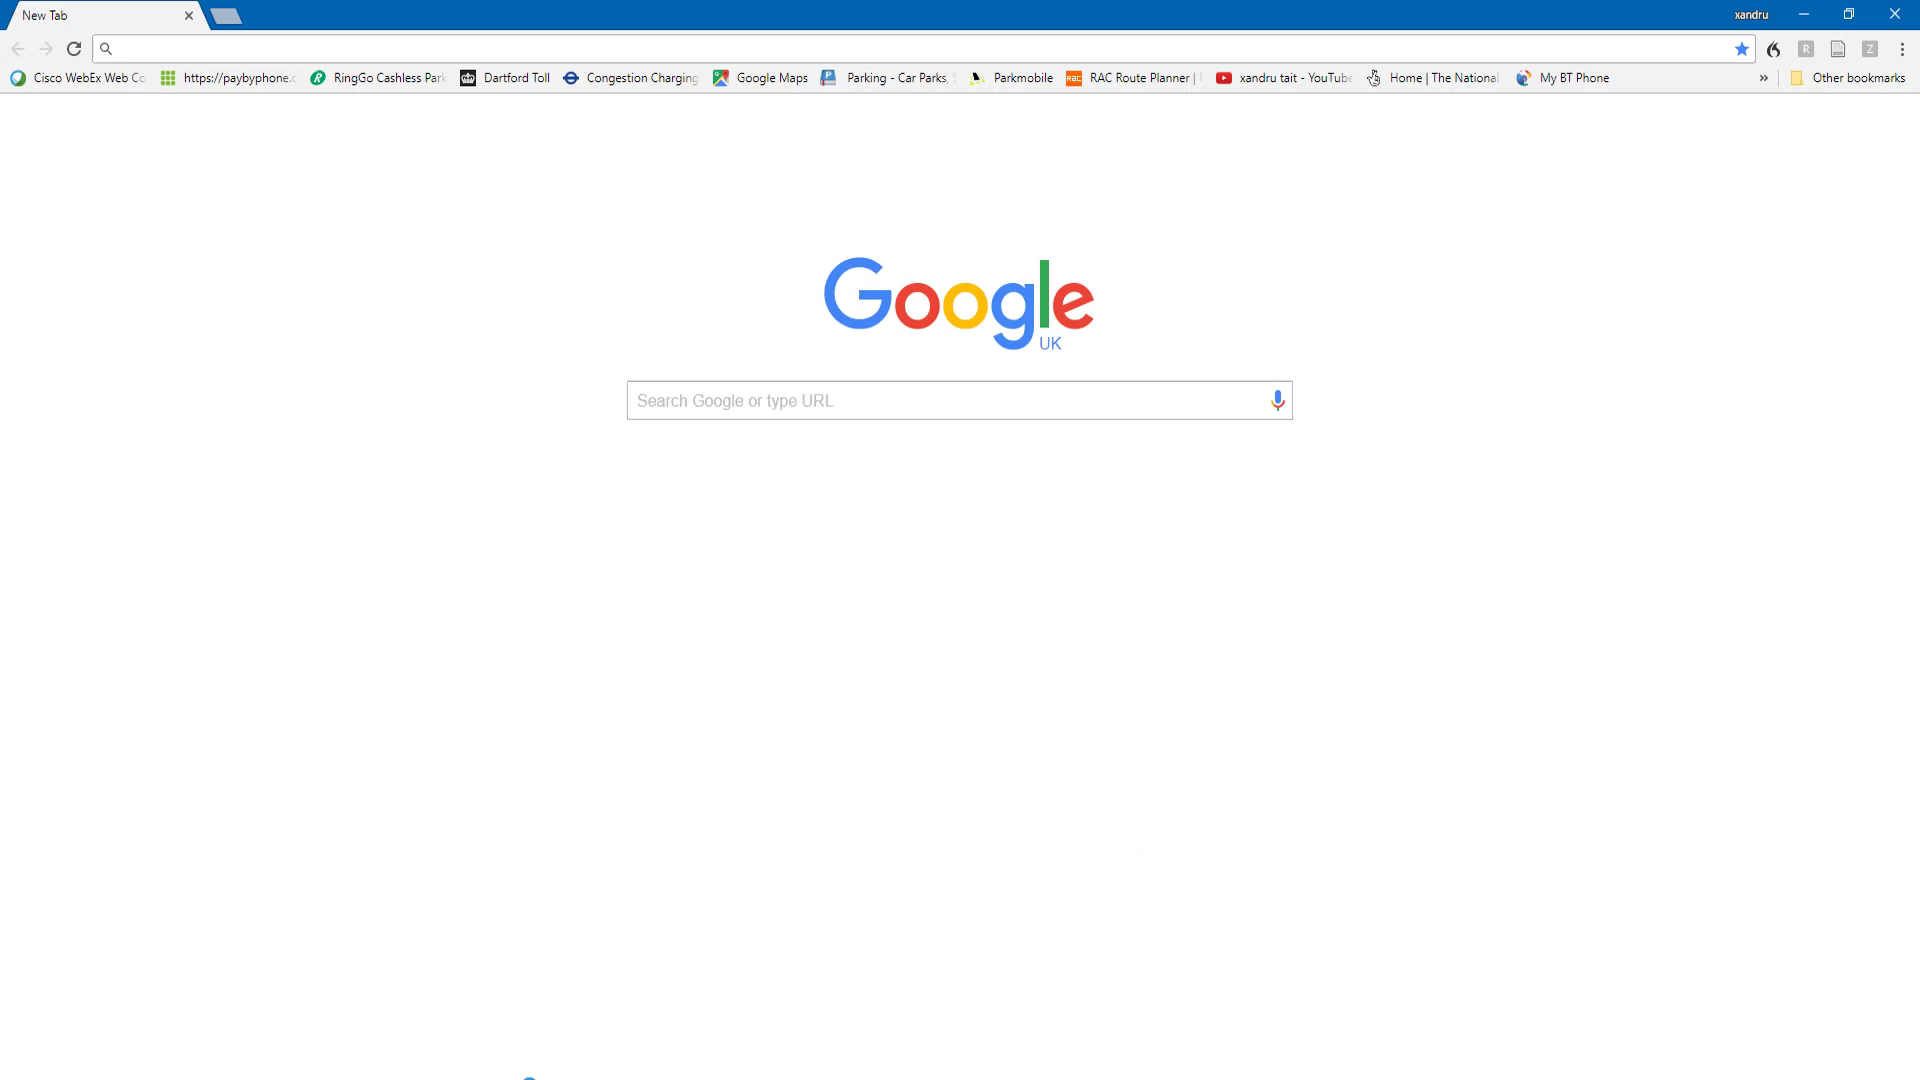 New Tab
xandru
Cisco WebEx Web Co https://paybyphone.c RingGo Cashless Park Dartford Toll Congestion Charging Google Maps Parking - Car Parks, S Parkmobile RAC Route Planner | xandru tait - YouTube Home | The National My BT Phone » Other bookmarks
Google
UK
Search Google or type URL